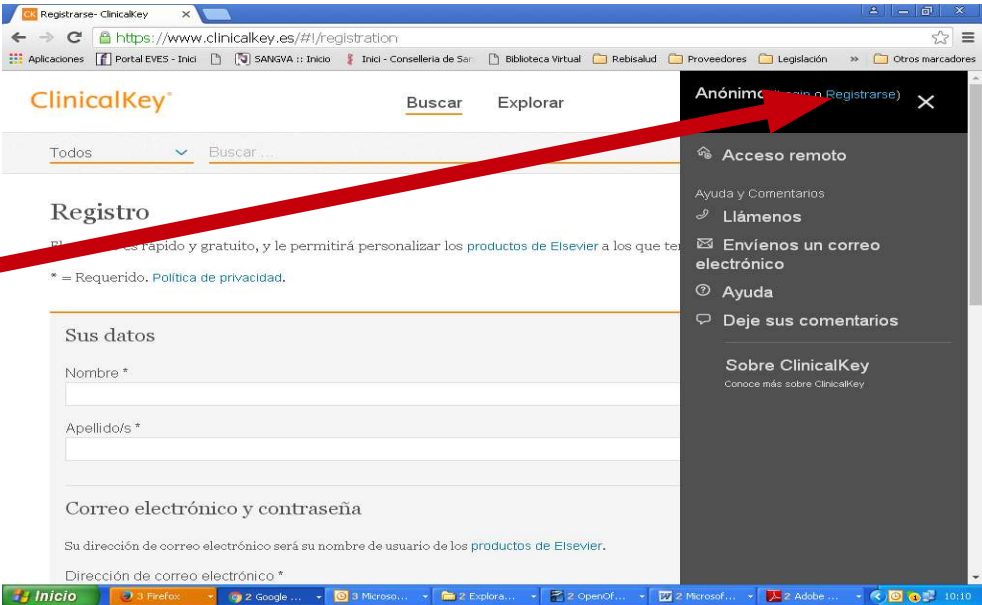 Registrarse- ClinicalKey
https://www.clinicalkey.es/#!/registration
Aplicaciones Portal EVES - Inici SANGVA :: Inicio Inici - Conselleria de Sar Biblioteca Virtual Rebisalud Proveedores Legislación » Otros marcadores
ClinicalKey
Buscar Explorar
Todos Buscar ...
Registro
es rápido y gratuito, y le permitirá personalizar los productos de Elsevier a los que
* = Requerido. Política de privacidad.
Sus datos
Nombre *
Apellido/s *
Correo electrónico y contraseña
Su dirección de correo electrónico será su nombre de usuario de los productos de Elsevier.
Dirección de correo electrónico *
Anónimo (Login o Registrarse)
Acceso remoto
Ayuda y Comentarios
Llámenos
Envíenos un correo
electrónico
Ayuda
Deje sus comentarios
Sobre ClinicalKey
Conoce más sobre ClinicalKey
Inicio 3 Firefox 2 Google ... 3 Microso... 2 Explora... 2 OpenOf... 2 Microsof... 2 Adobe ... 10:10